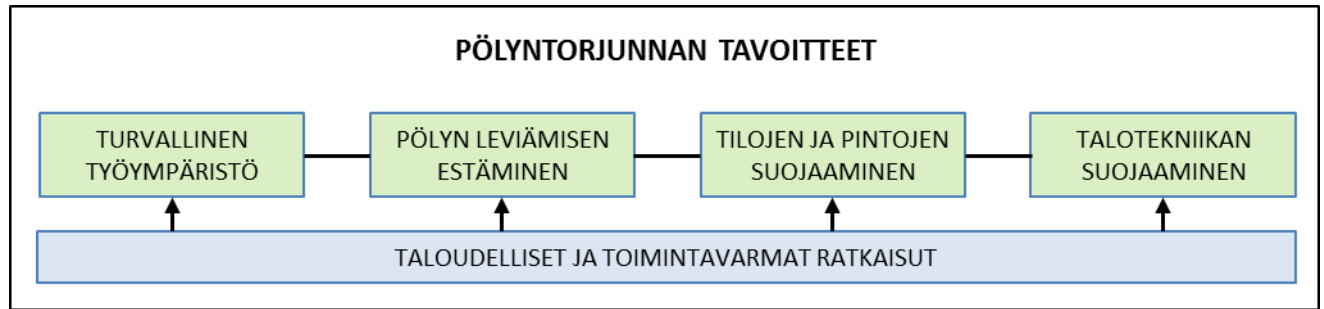 PÖLYNTORJUNNAN TAVOITTEET
TURVALLINEN
TYÖYMPÄRISTÖ
PÖLYN LEVIÄMISEN
ESTÄMINEN
TILOJEN JA PINTOJEN
SUOJAAMINEN
TALOTEKNIIKAN
SUOJAAMINEN
TALOUDELLISET JA TOIMINTAVARMAT RATKAISUT